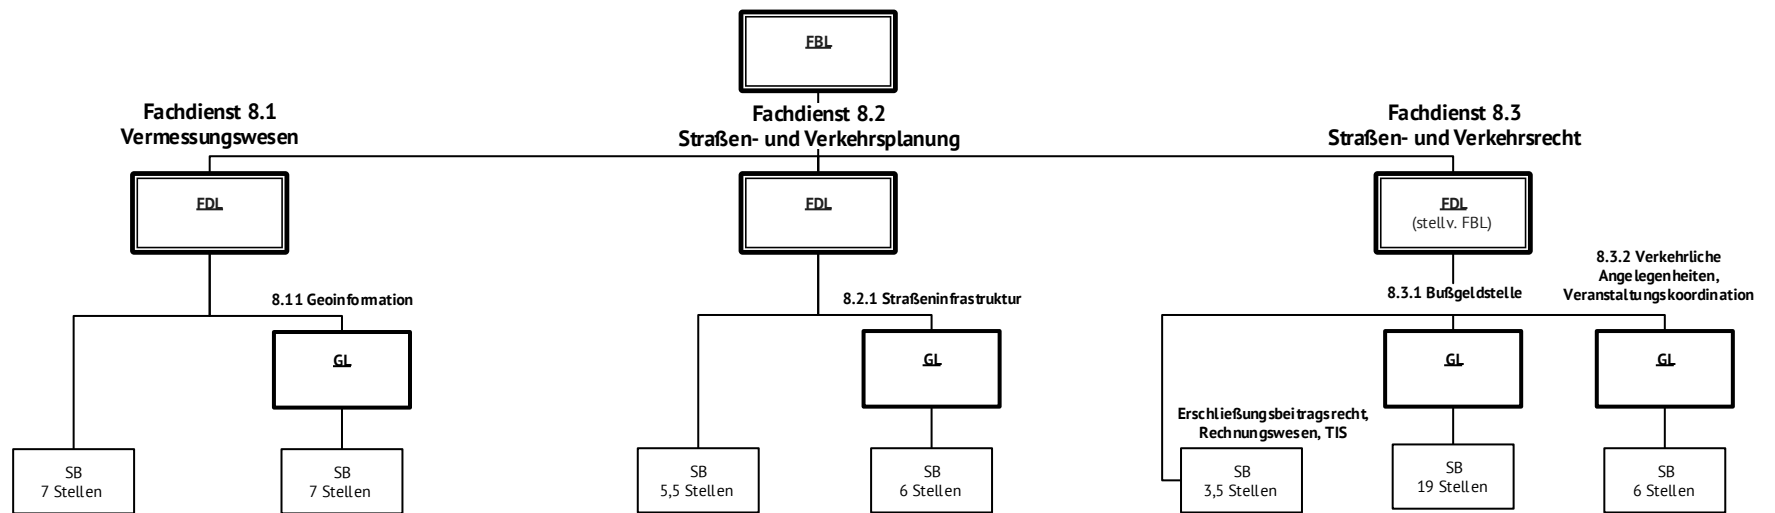 FBL
Fachdienst 8.1
Vermessungswesen
Fachdienst 8.2
Straßen- und Verkehrsplanung
Fachdienst 8.3
Straßen- und Verkehrsrecht
FDL
FDL
FDL
(stellv. FBL)
8.11 Geoinformation
8.2.1 Straßeninfrastruktur
8.3.1 Bußgeldstelle
8.3.2 Verkehrliche
Angelegenheiten,
Veranstaltungskoordination
GL
GL
GL
GL
Erschließungsbeitragsrecht,
Rechnungswesen, TIS
SB
7 Stellen
SB
7 Stellen
SB
5,5 Stellen
SB
6 Stellen
SB
3,5 Stellen
SB
19 Stellen
SB
6 Stellen